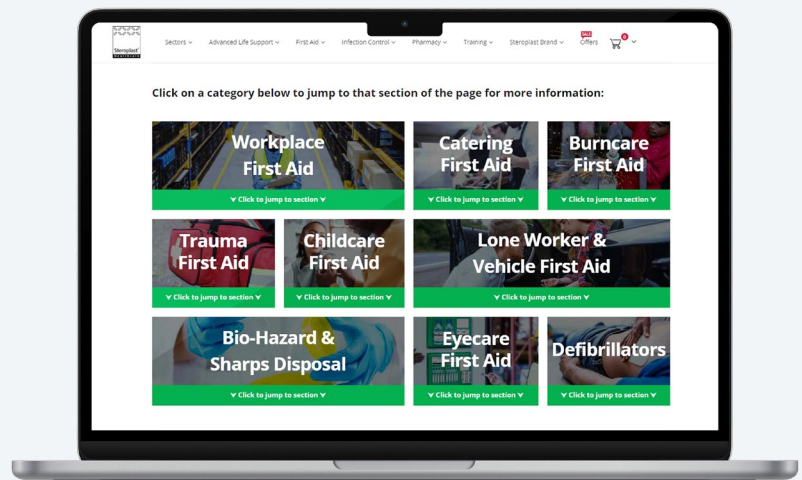 Steroplast
HEALTHCARE
Sectors
Advanced Life Support
First Aid
Infection Control
Pharmacy
Training
Steroplast Brand
SALE
Offers
0
Click on a category below to jump to that section of the page for more information:
Workplace
First Aid
Click to jump to section
Catering
First Aid
Click to jump to section
Burncare
First Aid
Click to jump to section
Trauma
First Aid
Click to jump to section
Childcare
First Aid
Click to jump to section
Lone Worker &
Vehicle First Aid
Click to jump to section
Bio-Hazard &
Sharps Disposal
Click to jump to section
Eyecare
First Aid
Click to jump to section
Defibrillators
Click to jump to section